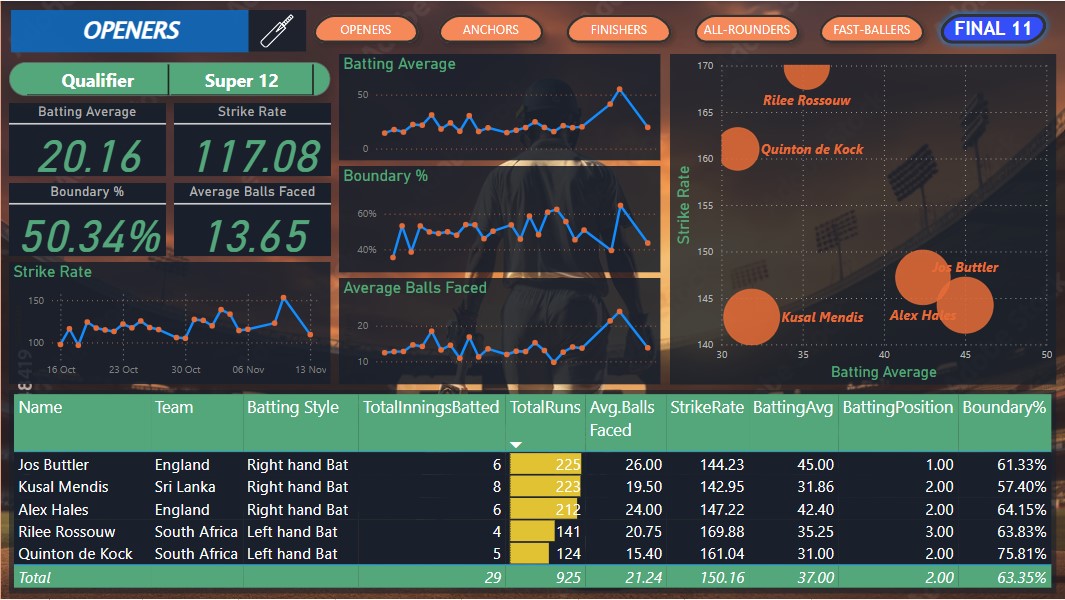 OPENERS
OPENERS
ANCHORS
FINISHERS
ALL-ROUNDERS
FAST-BALLERS
FINAL 11
Qualifier
Super 12
Batting Average
20.16
Strike Rate
117.08
Boundary %
50.34%
Average Balls Faced
13.65
Strike Rate
150
100
16 Oct 23 Oct 30 Oct 06 Nov 13 Nov
Batting Average
50
0
Boundary %
60%
40%
Average Balls Faced
20
10
170
165
160
155
150
145
140
30 35 40 45 50
Strike Rate
Batting Average
Rilee Rossouw
Quinton de Kock
Jos Buttler
Alex Hales
Kusal Mendis
Name Team Batting Style TotalInningsBatted TotalRuns Avg.Balls Faced StrikeRate BattingAvg BattingPosition Boundary%
Jos Buttler England Right hand Bat 6 225 26.00 144.23 45.00 1.00 61.33%
Kusal Mendis Sri Lanka Right hand Bat 8 223 19.50 142.95 31.86 2.00 57.40%
Alex Hales England Right hand Bat 6 212 24.00 147.22 42.40 2.00 64.15%
Rilee Rossouw South Africa Left hand Bat 4 141 20.75 169.88 35.25 3.00 63.83%
Quinton de Kock South Africa Left hand Bat 5 124 15.40 161.04 31.00 2.00 75.81%
Total 29 925 21.24 150.16 37.00 2.00 63.35%